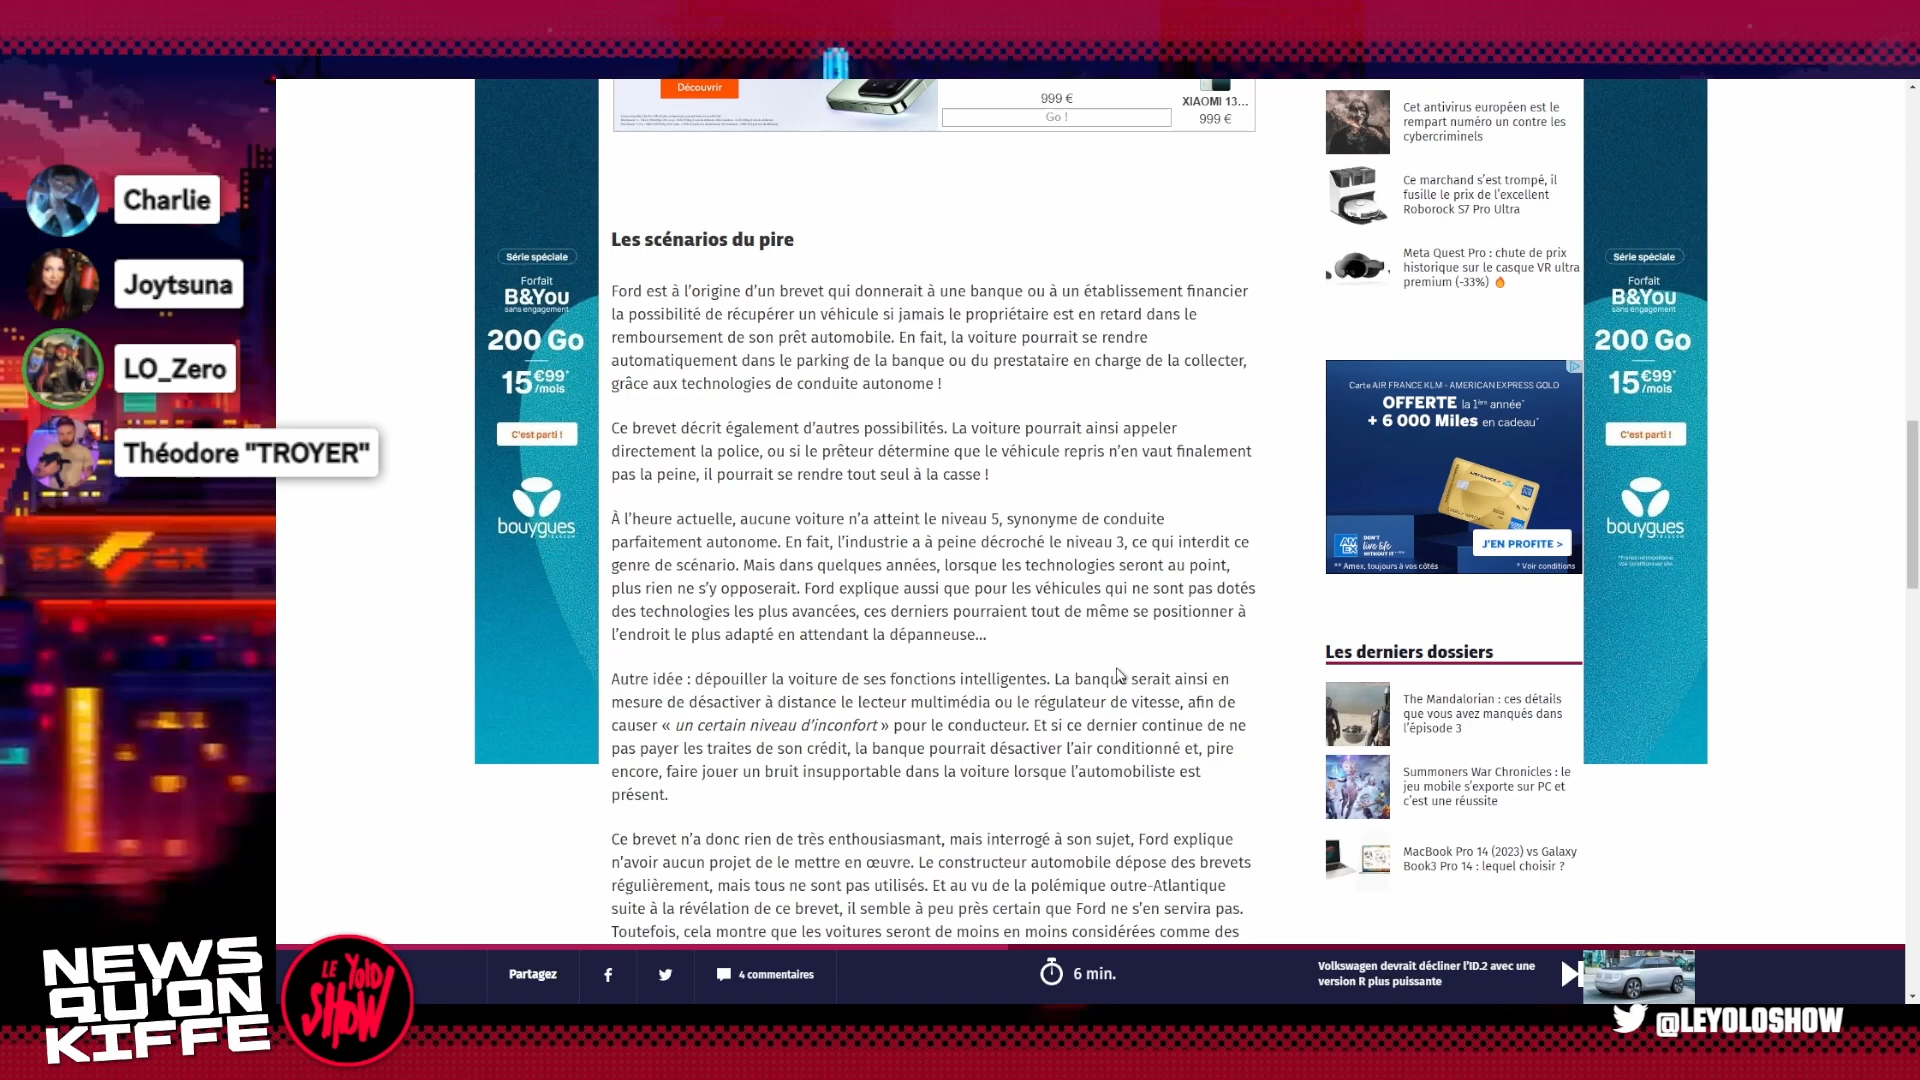 Charlie
Joytsuna
LO_Zero
Théodore "TROYER"
Série spéciale
Forfait
B&You
sans engagement
200 Go
15€99*
/mois
C'est parti !
bouygues
TELECOM
Découvrir
999 €
Go !
XIAOMI 13...
999 €
Les scénarios du pire
Ford est à l'origine d'un brevet qui donnerait à une banque ou à un établissement financier
la possibilité de récupérer un véhicule si jamais le propriétaire est en retard dans le
remboursement de son prêt automobile. En fait, la voiture pourrait se rendre
automatiquement dans le parking de la banque ou du prestataire en charge de la collecter,
grâce aux technologies de conduite autonome !
Ce brevet décrit également d'autres possibilités. La voiture pourrait ainsi appeler
directement la police, ou si le prêteur détermine que le véhicule repris n'en vaut finalement
pas la peine, il pourrait se rendre tout seul à la casse !
À l'heure actuelle, aucune voiture n'a atteint le niveau 5, synonyme de conduite
parfaitement autonome. En fait, l'industrie a à peine décroché le niveau 3, ce qui interdit ce
genre de scénario. Mais dans quelques années, lorsque les technologies seront au point,
plus rien ne s'y opposerait. Ford explique aussi que pour les véhicules qui ne sont pas dotés
des technologies les plus avancées, ces derniers pourraient tout de même se positionner à
l'endroit le plus adapté en attendant la dépanneuse...
Autre idée : dépouiller la voiture de ses fonctions intelligentes. La banque serait ainsi en
mesure de désactiver à distance le lecteur multimédia ou le régulateur de vitesse, afin de
causer « un certain niveau d'inconfort » pour le conducteur. Et si ce dernier continue de ne
pas payer les traites de son crédit, la banque pourrait désactiver l'air conditionné et, pire
encore, faire jouer un bruit insupportable dans la voiture lorsque l'automobiliste est
présent.
Ce brevet n'a donc rien de très enthousiasmant, mais interrogé à son sujet, Ford explique
n'avoir aucun projet de le mettre en œuvre. Le constructeur automobile dépose des brevets
régulièrement, mais tous ne sont pas utilisés. Et au vu de la polémique outre-Atlantique
suite à la révélation de ce brevet, il semble à peu près certain que Ford ne s'en servira pas.
Toutefois, cela montre que les voitures seront de moins en moins considérées comme des
Cet antivirus européen est le
rempart numéro un contre les
cybercriminels
Ce marchand s'est trompé, il
fusille le prix de l'excellent
Roborock S7 Pro Ultra
Meta Quest Pro : chute de prix
historique sur le casque VR ultra
premium (-33%) 🔥
Carte AIR FRANCE KLM - AMERICAN EXPRESS GOLD
OFFERTE la 1ère année*
+ 6 000 Miles en cadeau*
AM
EX
DON'T
live life
WITHOUT IT
J'EN PROFITE >
** Amex, toujours à vos côtés
* Voir conditions
Les derniers dossiers
The Mandalorian : ces détails
que vous avez manqués dans
l'épisode 3
Summoners War Chronicles : le
jeu mobile s'exporte sur PC et
c'est une réussite
MacBook Pro 14 (2023) vs Galaxy
Book3 Pro 14 : lequel choisir ?
Série spéciale
Forfait
B&You
sans engagement
200 Go
15€99*
/mois
C'est parti !
bouygues
TELECOM
Partagez
4 commentaires
6 min.
Volkswagen devrait décliner l'ID.2 avec une
version R plus puissante
NEWS
QU'ON
KIFFE
LE YOLO
SHOW
@LEYOLOSHOW